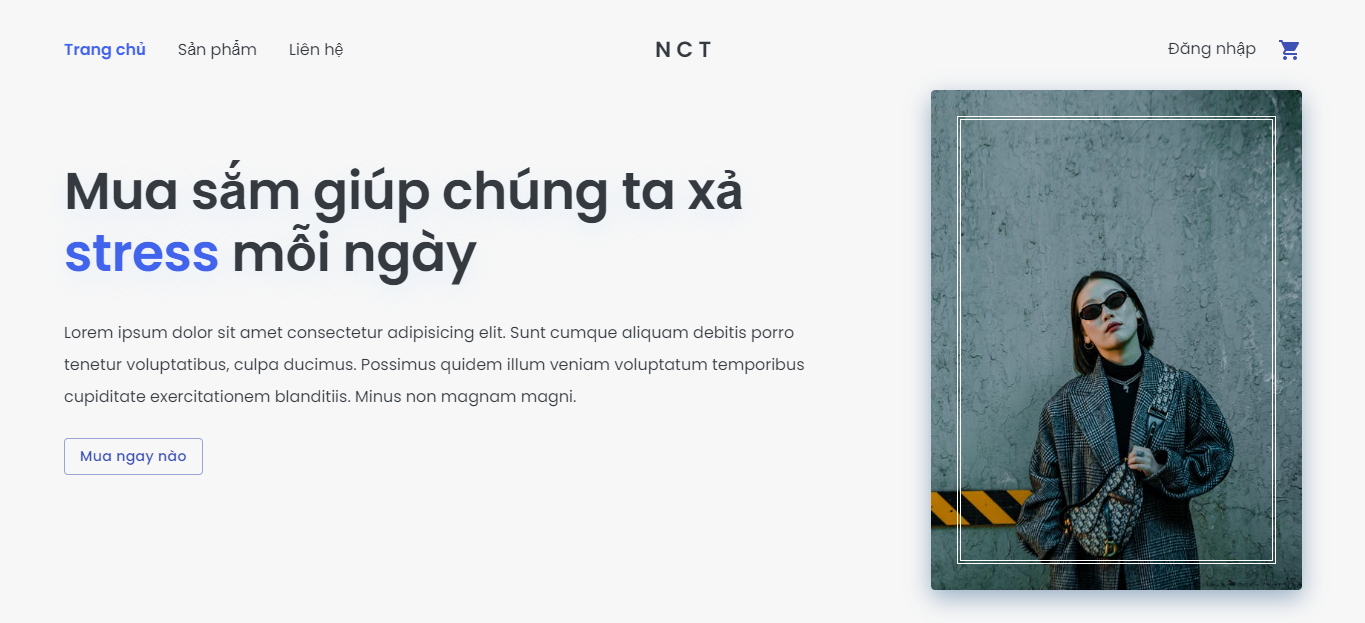 Trang chủ Sản phẩm Liên hệ NCT Đăng nhập
Mua sắm giúp chúng ta xả
stress mỗi ngày
Lorem ipsum dolor sit amet consectetur adipisicing elit. Sunt cumque aliquam debitis porro
tenetur voluptatibus, culpa ducimus. Possimus quidem illum veniam voluptatum temporibus
cupiditate exercitationem blanditiis. Minus non magnam magni.
Mua ngay nào